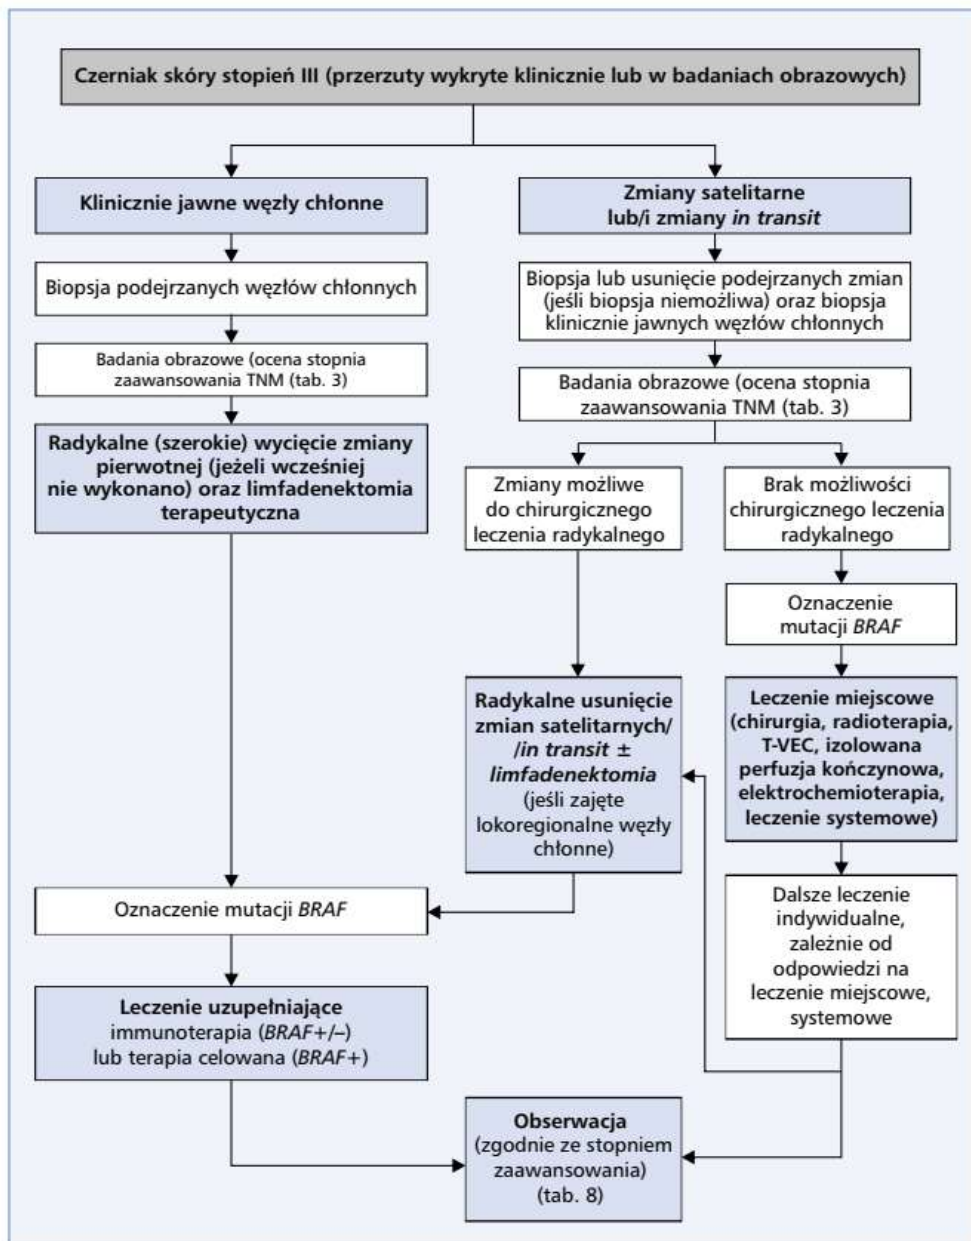 Czerniak skóry stopień III (przerzuty wykryte klinicznie lub w badaniach obrazowych)
Klinicznie jawne węzły chłonne
Biopsja podejrzanych węzłów chłonnych
Badania obrazowe (ocena stopnia
zaawansowania TNM (tab. 3)
Radykalne (szerokie) wycięcie zmiany
pierwotnej (jeżeli wcześniej
nie wykonano) oraz limfadenektomia
terapeutyczna
Zmiany satelitarne
lub/i zmiany in transit
Biopsja lub usunięcie podejrzanych zmian
(jeśli biopsja niemożliwa) oraz biopsja
klinicznie jawnych węzłów chłonnych
Badania obrazowe (ocena stopnia
zaawansowania TNM (tab. 3)
Zmiany możliwe
do chirurgicznego
leczenia radykalnego
Brak możliwości
chirurgicznego leczenia
radykalnego
Oznaczenie
mutacji BRAF
Radykalne usunięcie
zmian satelitarnych/
/in transit ±
limfadenektomia
(jeśli zajęte
lokoregionalne węzły
chłonne)
Leczenie miejscowe
(chirurgia, radioterapia,
T-VEC, izolowana
perfuzja kończynowa,
elektrochemioterapia,
leczenie systemowe)
Oznaczenie mutacji BRAF
Dalsze leczenie
indywidualne,
zależnie od
odpowiedzi na
leczenie miejscowe,
systemowe
Leczenie uzupełniające
immunoterapia (BRAF+/–)
lub terapia celowana (BRAF+)
Obserwacja
(zgodnie ze stopniem
zaawansowania)
(tab. 8)